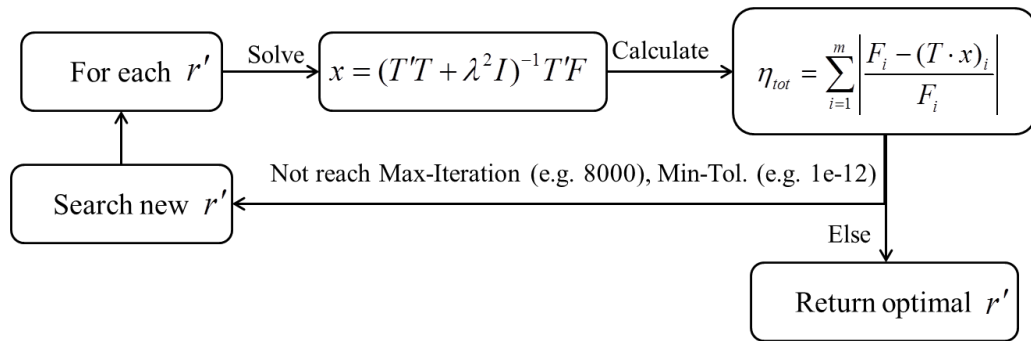 For each r′
Solve
x = (T′T + λ²I)⁻¹T′F
Calculate
η_tot = ∑_{i=1}^{m} |(F_i − (T · x)_i) / F_i|
Not reach Max-Iteration (e.g. 8000), Min-Tol. (e.g. 1e-12)
Search new r′
Else
Return optimal r′